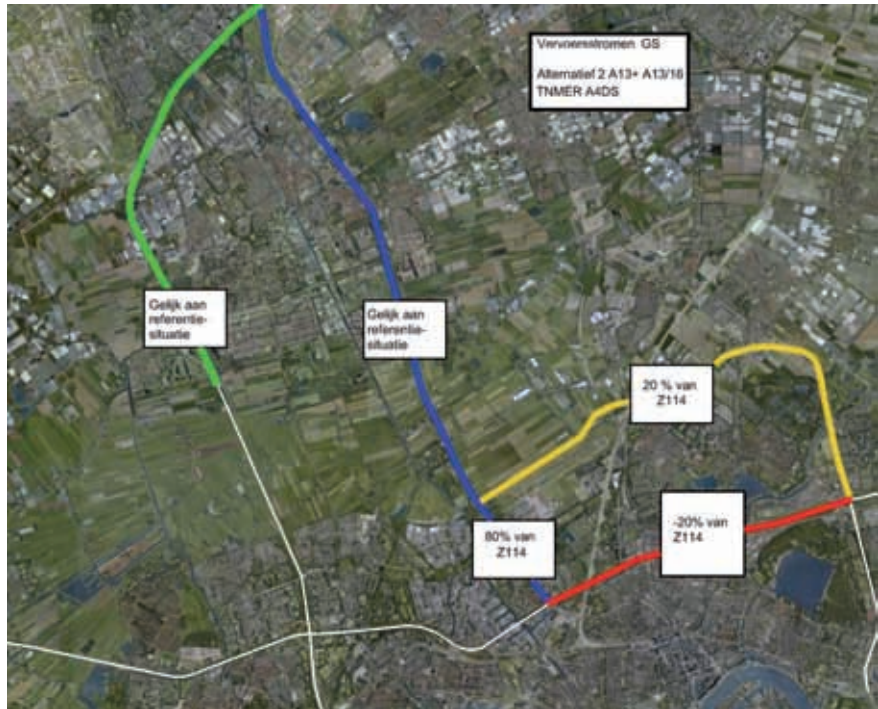 Vervoersstromen GS
Alternatief 2 A13+ A13/16
TNMER A4DS
Gelijk aan
referentie-
situatie
Gelijk aan
referentie-
situatie
20 % van
Z114
80% van
Z114
-20% van
Z114